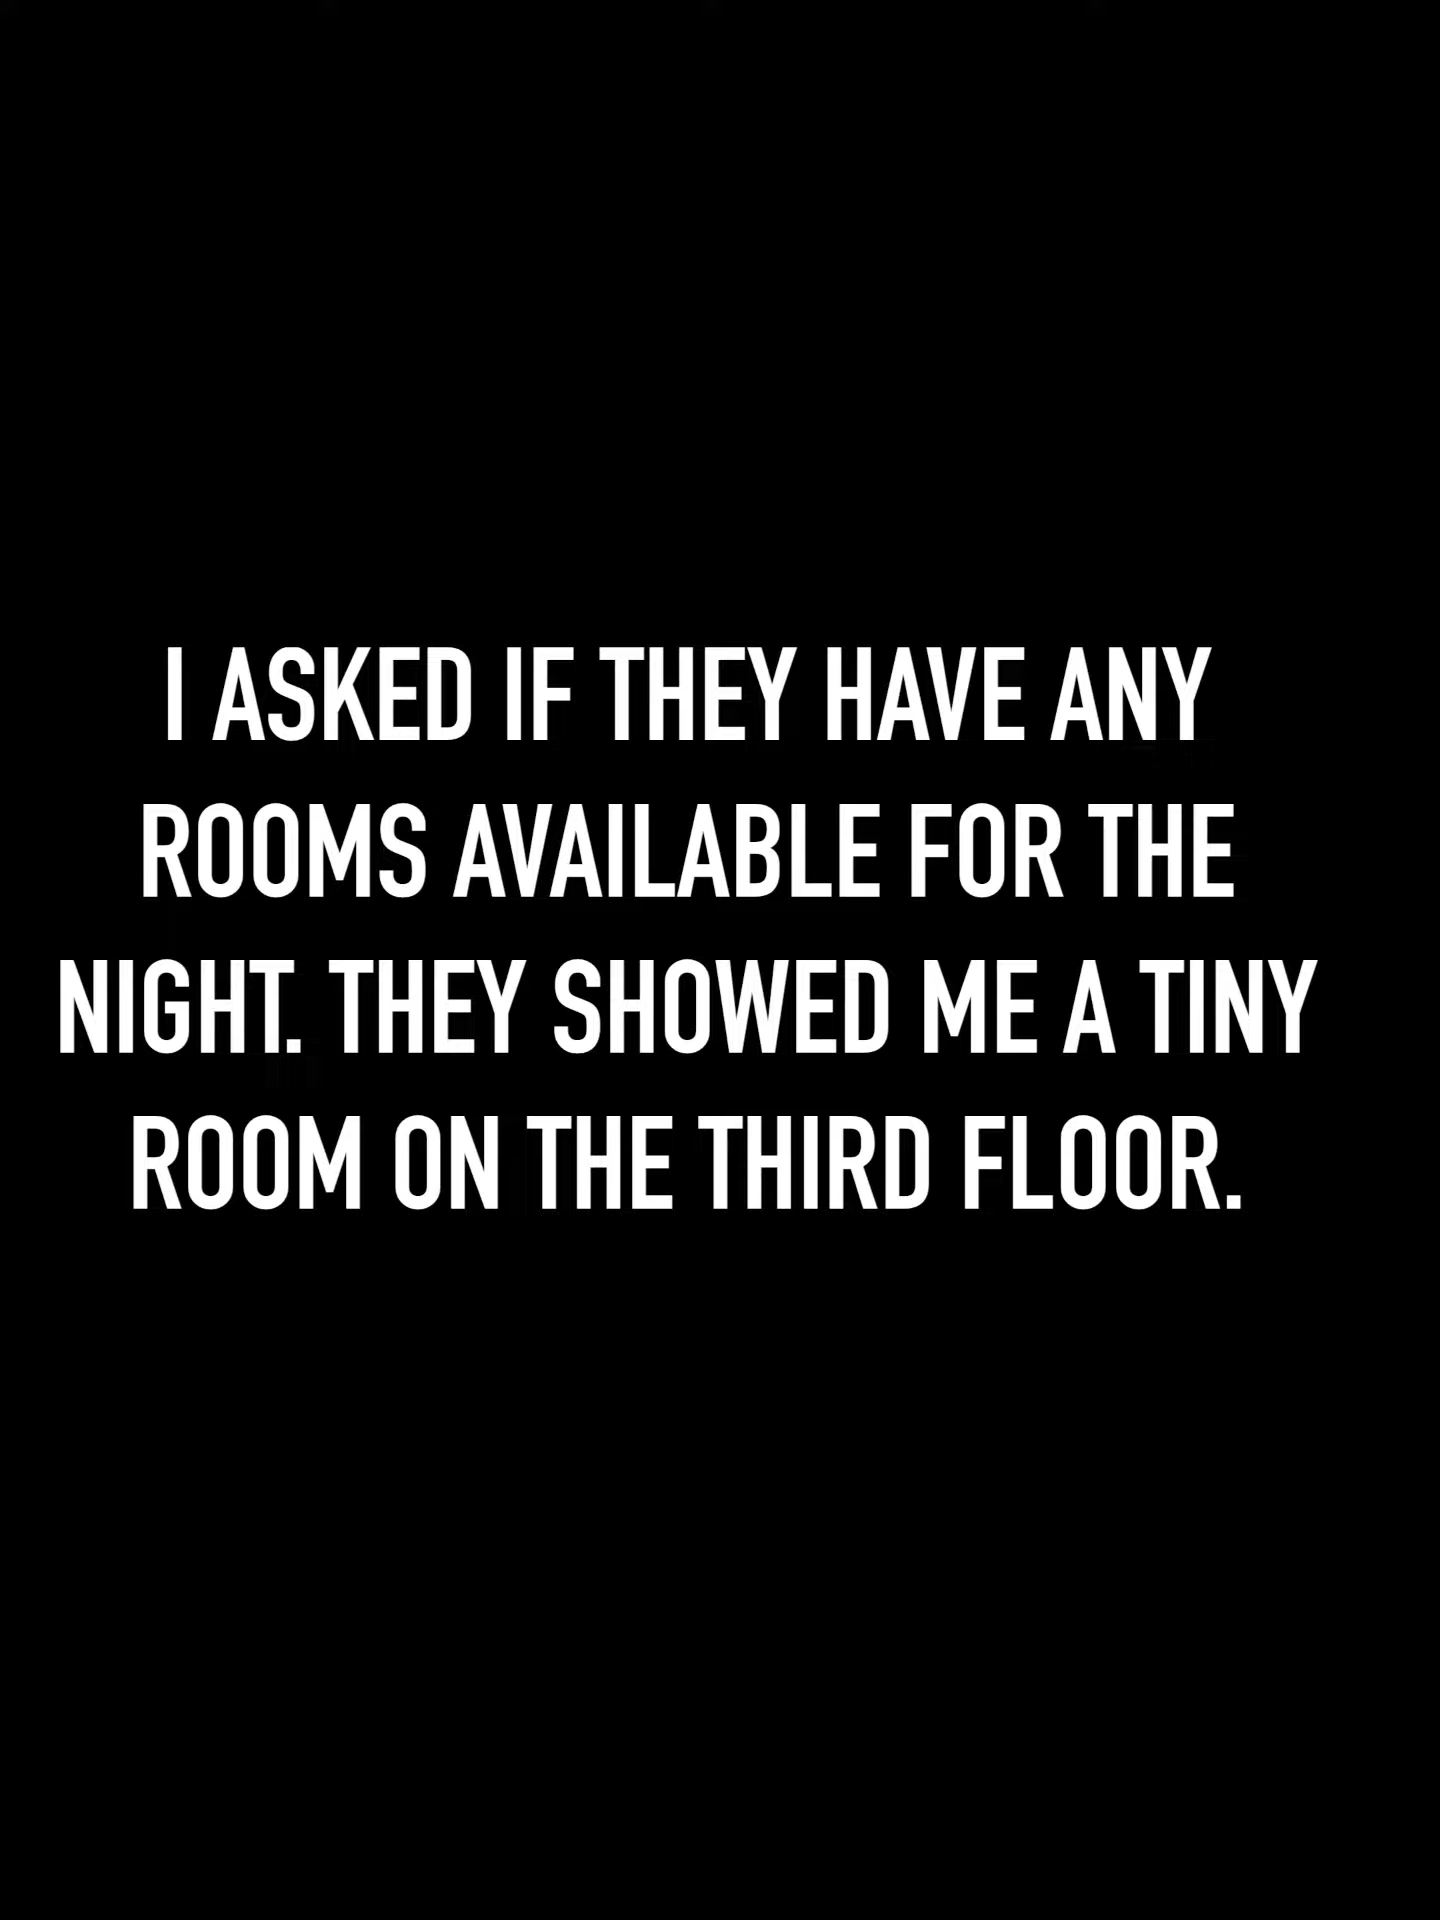 I ASKED IF THEY HAVE ANY
ROOMS AVAILABLE FOR THE
NIGHT. THEY SHOWED ME A TINY
ROOM ON THE THIRD FLOOR.